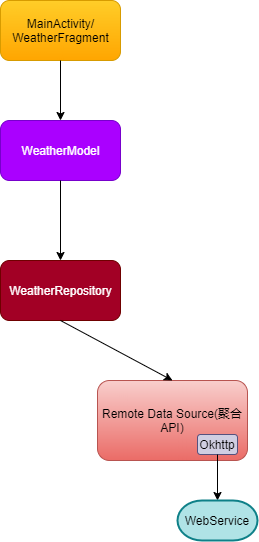 MainActivity/
WeatherFragment
WeatherModel
WeatherRepository
Remote Data Source(聚合
API)
Okhttp
WebService